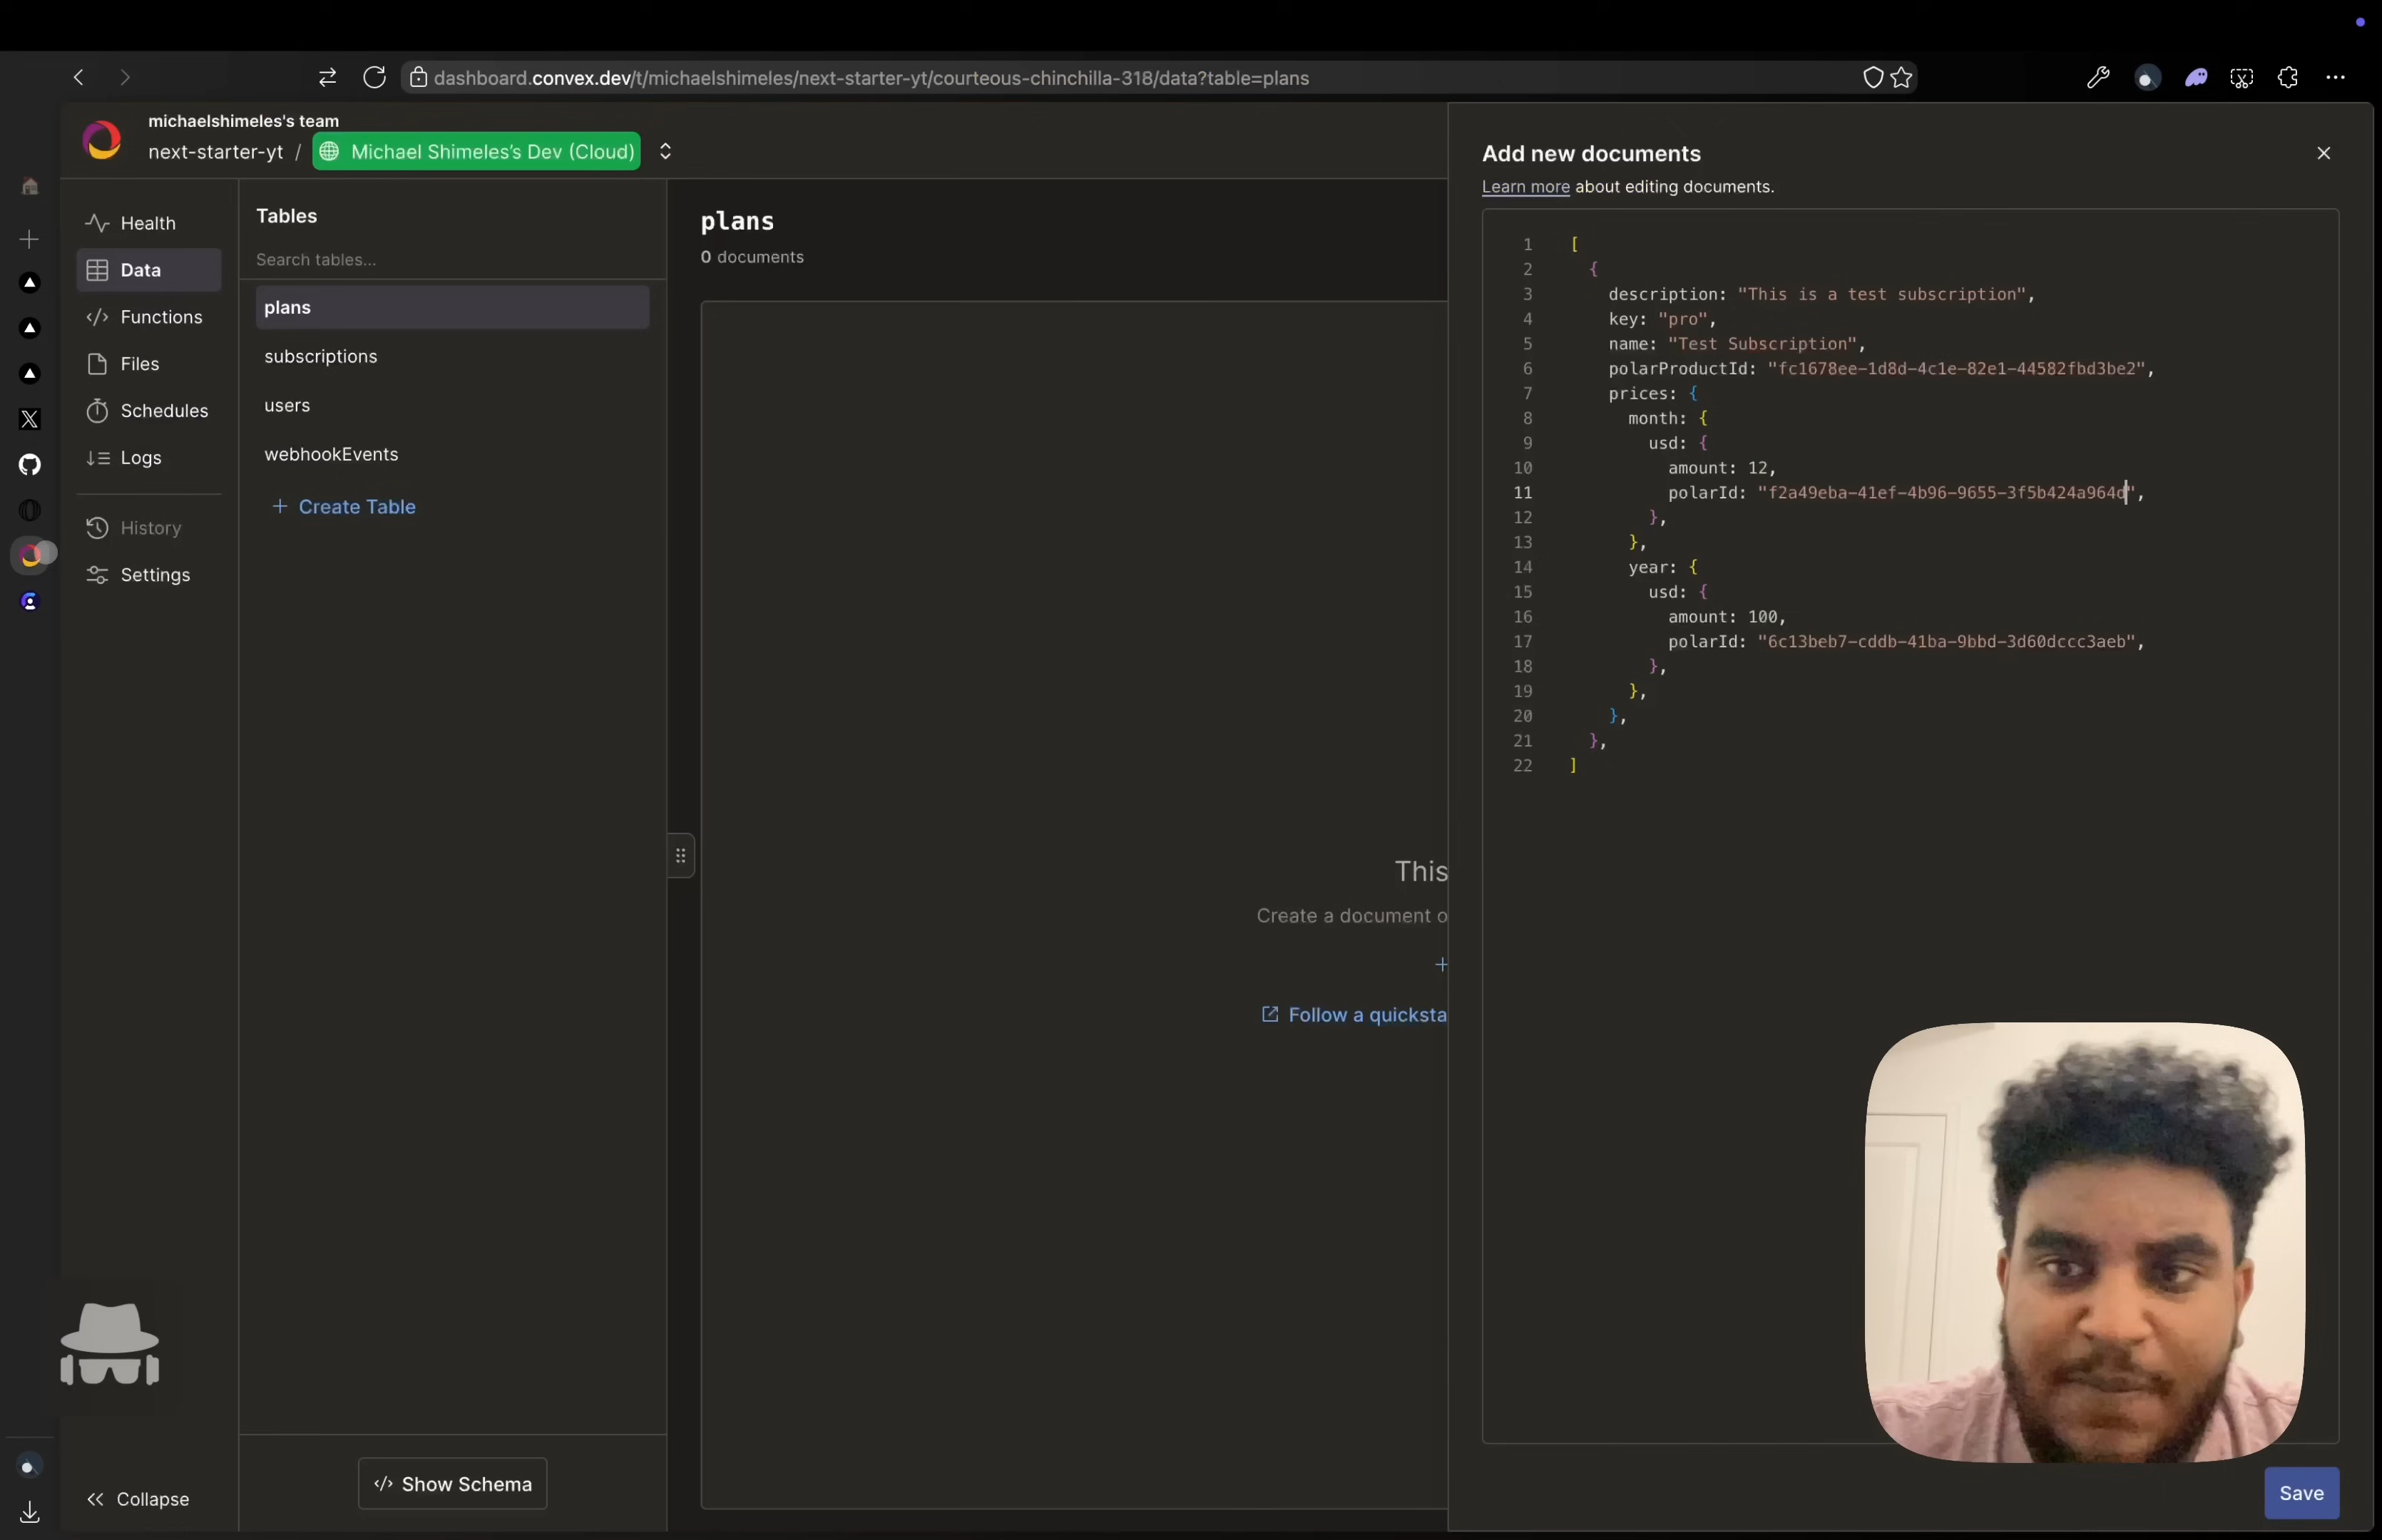 dashboard.convex.dev/t/michaelshimeles/next-starter-yt/courteous-chinchilla-318/data?table=plans
michaelshimeles's team
next-starter-yt / Michael Shimeles's Dev (Cloud)
Health
Data
Functions
Files
Schedules
Logs
History
Settings
Collapse
Tables
Search tables...
plans
subscriptions
users
webhookEvents
+ Create Table
Show Schema
plans
0 documents
This
Create a document o
+
Follow a quicksta
Add new documents
Learn more about editing documents.
1 [
2 {
3 description: "This is a test subscription",
4 key: "pro",
5 name: "Test Subscription",
6 polarProductId: "fc1678ee-1d8d-4c1e-82e1-44582fbd3be2",
7 prices: {
8 month: {
9 usd: {
10 amount: 12,
11 polarId: "f2a49eba-41ef-4b96-9655-3f5b424a964d",
12 },
13 },
14 year: {
15 usd: {
16 amount: 100,
17 polarId: "6c13beb7-cddb-41ba-9bbd-3d60dccc3aeb",
18 },
19 },
20 },
21 },
22 ]
Save